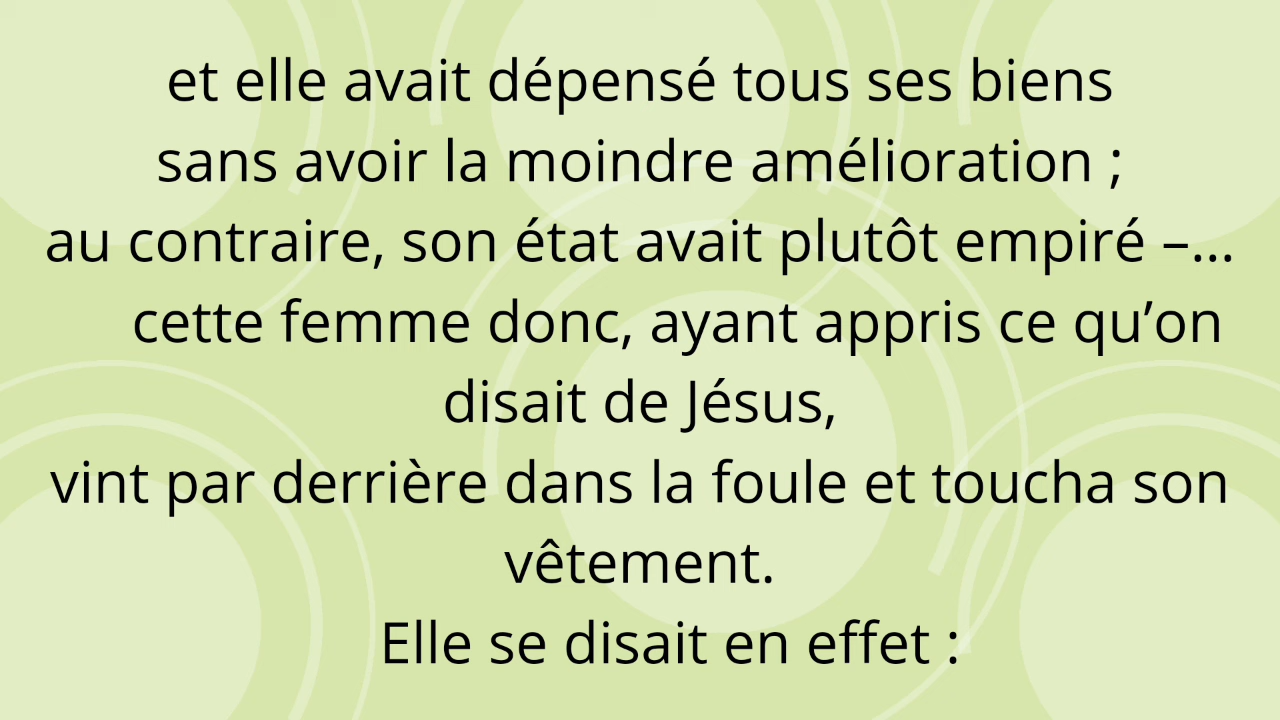 et elle avait dépensé tous ses biens
sans avoir la moindre amélioration ;
au contraire, son état avait plutôt empiré –...
cette femme donc, ayant appris ce qu’on
disait de Jésus,
vint par derrière dans la foule et toucha son
vêtement.
Elle se disait en effet :